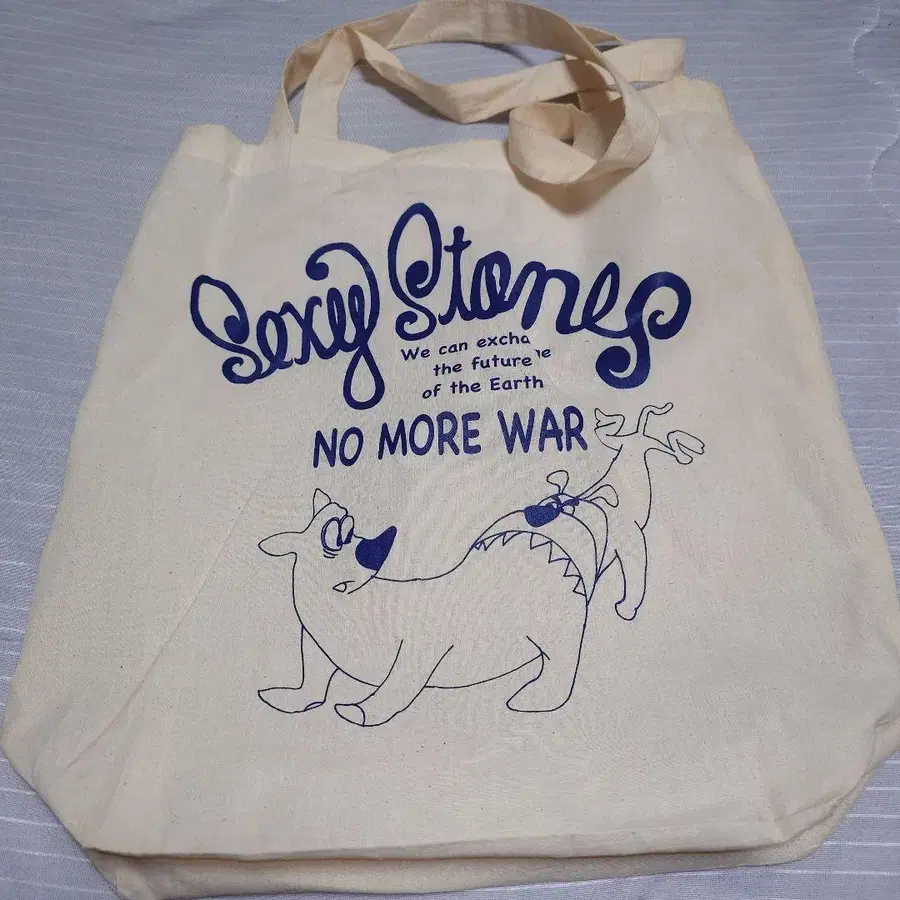 Sexy Stones
We can excha
the future
of the Earth
NO MORE WAR